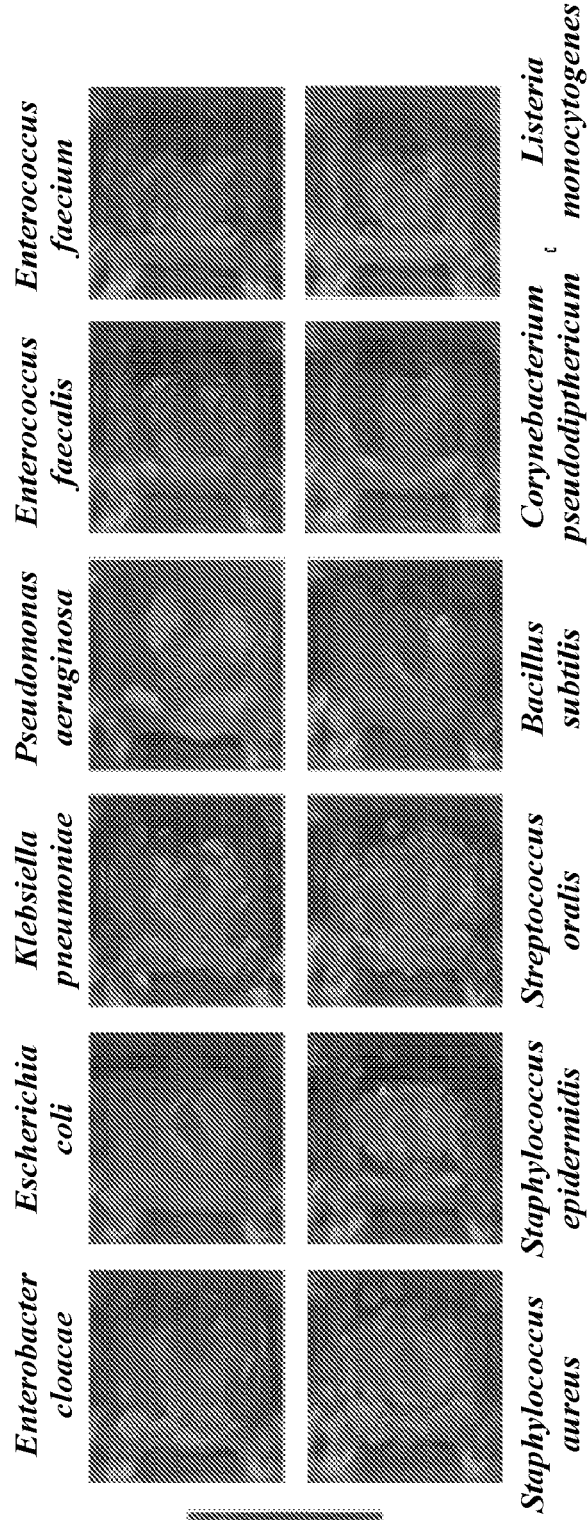 Enterobacter
cloacae
Escherichia
coli
Klebsiella
pneumoniae
Pseudomonas
aeruginosa
Enterococcus
faecalis
Enterococcus
faecium
Staphylococcus
aureus
Staphylococcus
epidermidis
Streptococcus
oralis
Bacillus
subtilis
Corynebacterium
pseudodipthericum
Listeria
monocytogenes